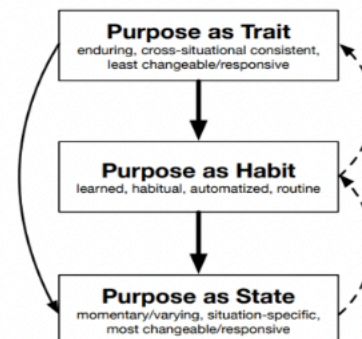 Purpose as Trait
enduring, cross-situational consistent,
least changeable/responsive
Purpose as Habit
learned, habitual, automatized, routine
Purpose as State
momentary/varying, situation-specific,
most changeable/responsive